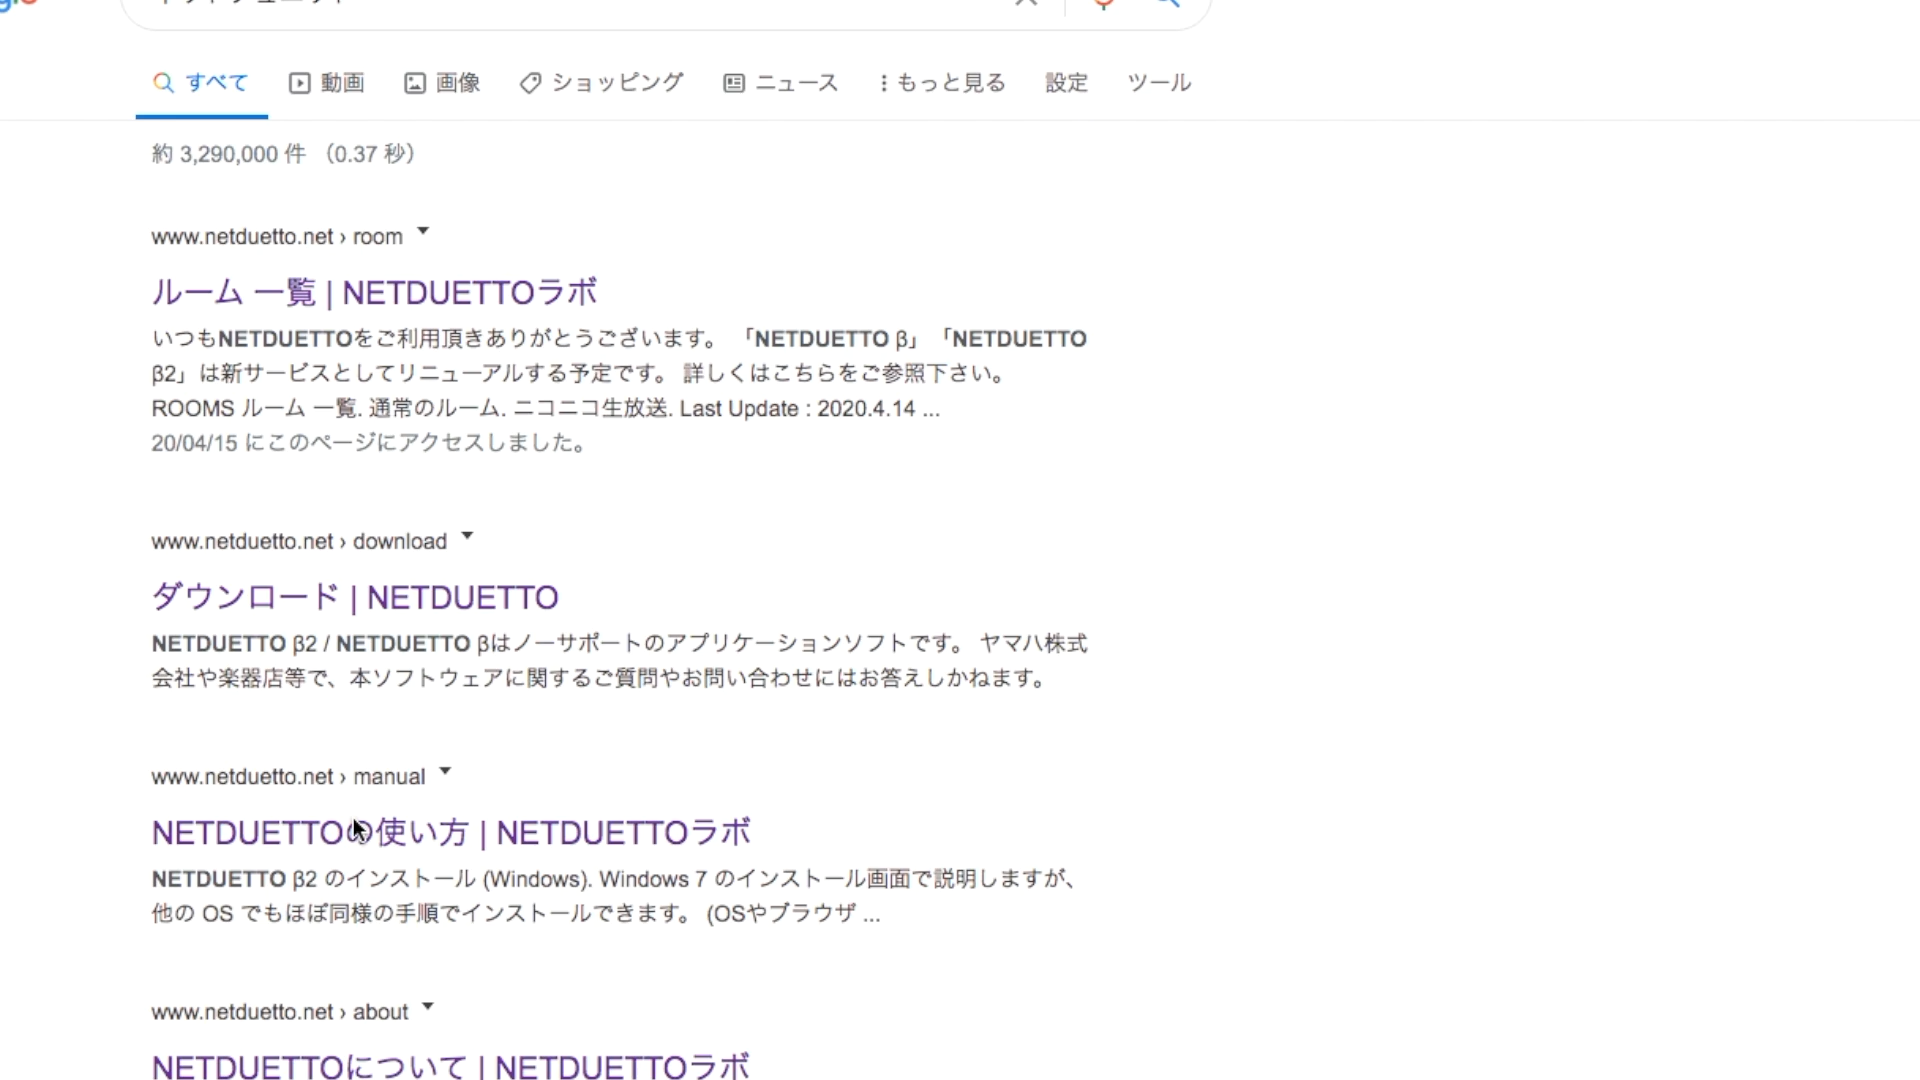 すべて 動画 画像 ショッピング ニュース もっと見る 設定 ツール
約 3,290,000 件 （0.37 秒）
www.netduetto.net › room
ルーム 一覧 | NETDUETTOラボ
いつもNETDUETTOをご利用頂きありがとうございます。 「NETDUETTO β」「NETDUETTO
β2」は新サービスとしてリニューアルする予定です。 詳しくはこちらをご参照下さい。
ROOMS ルーム 一覧. 通常のルーム. ニコニコ生放送. Last Update : 2020.4.14 ...
20/04/15 にこのページにアクセスしました。
www.netduetto.net › download
ダウンロード | NETDUETTO
NETDUETTO β2 / NETDUETTO βはノーサポートのアプリケーションソフトです。 ヤマハ株式
会社や楽器店等で、本ソフトウェアに関するご質問やお問い合わせにはお答えしかねます。
www.netduetto.net › manual
NETDUETTOの使い方 | NETDUETTOラボ
NETDUETTO β2 のインストール (Windows). Windows 7 のインストール画面で説明しますが、
他の OS でもほぼ同様の手順でインストールできます。 (OSやブラウザ ...
www.netduetto.net › about
NETDUETTOについて | NETDUETTOラボ